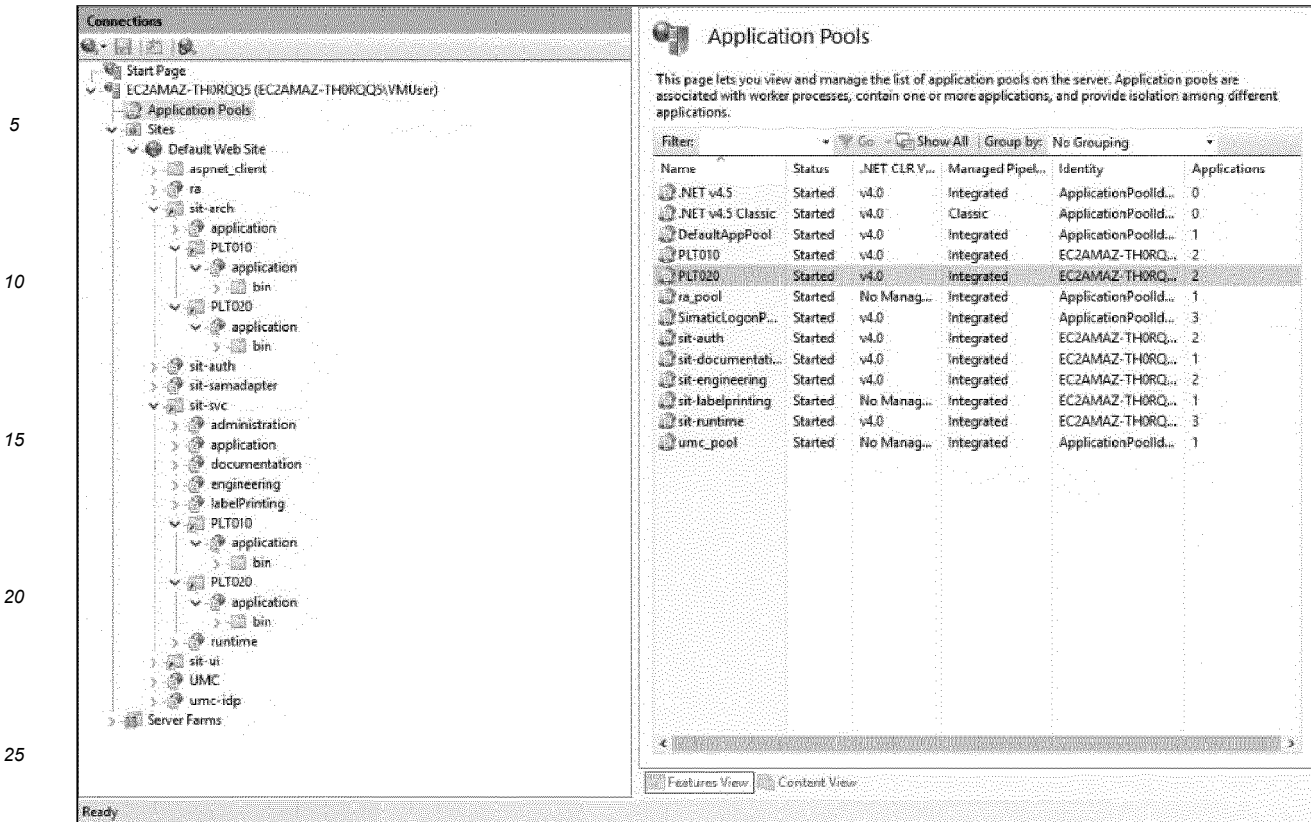 Connections
Start Page
EC2AMAZ-TH0RQQ5 (EC2AMAZ-TH0RQQ5\VMUser)
Application Pools
5
Sites
Default Web Site
aspnet_client
ra
sit-arch
application
PLT010
application
10
bin
PLT020
application
bin
sit-auth
sit-samadapter
sit-svc
administration
15
application
documentation
engineering
labelPrinting
PLT010
application
bin
PLT020
20
application
bin
runtime
sit-ui
UMC
umc-idp
Server Farms
25
Ready
Application Pools
This page lets you view and manage the list of application pools on the server. Application pools are
associated with worker processes, contain one or more applications, and provide isolation among different
applications.
Filter: Go Show All Group by: No Grouping
Name Status .NET CLR V... Managed Pipel... Identity Applications
.NET v4.5 Started v4.0 Integrated ApplicationPoolId... 0
.NET v4.5 Classic Started v4.0 Classic ApplicationPoolId... 0
DefaultAppPool Started v4.0 Integrated ApplicationPoolId... 1
PLT010 Started v4.0 Integrated EC2AMAZ-TH0RQ... 2
PLT020 Started v4.0 Integrated EC2AMAZ-TH0RQ... 2
ra_pool Started No Manag... Integrated ApplicationPoolId... 1
SimaticLogonP... Started v4.0 Integrated ApplicationPoolId... 3
sit-auth Started v4.0 Integrated EC2AMAZ-TH0RQ... 2
sit-documentati... Started v4.0 Integrated EC2AMAZ-TH0RQ... 1
sit-engineering Started v4.0 Integrated EC2AMAZ-TH0RQ... 2
sit-labelprinting Started No Manag... Integrated EC2AMAZ-TH0RQ... 1
sit-runtime Started v4.0 Integrated EC2AMAZ-TH0RQ... 3
umc_pool Started No Manag... Integrated ApplicationPoolId... 1
Features View Content View